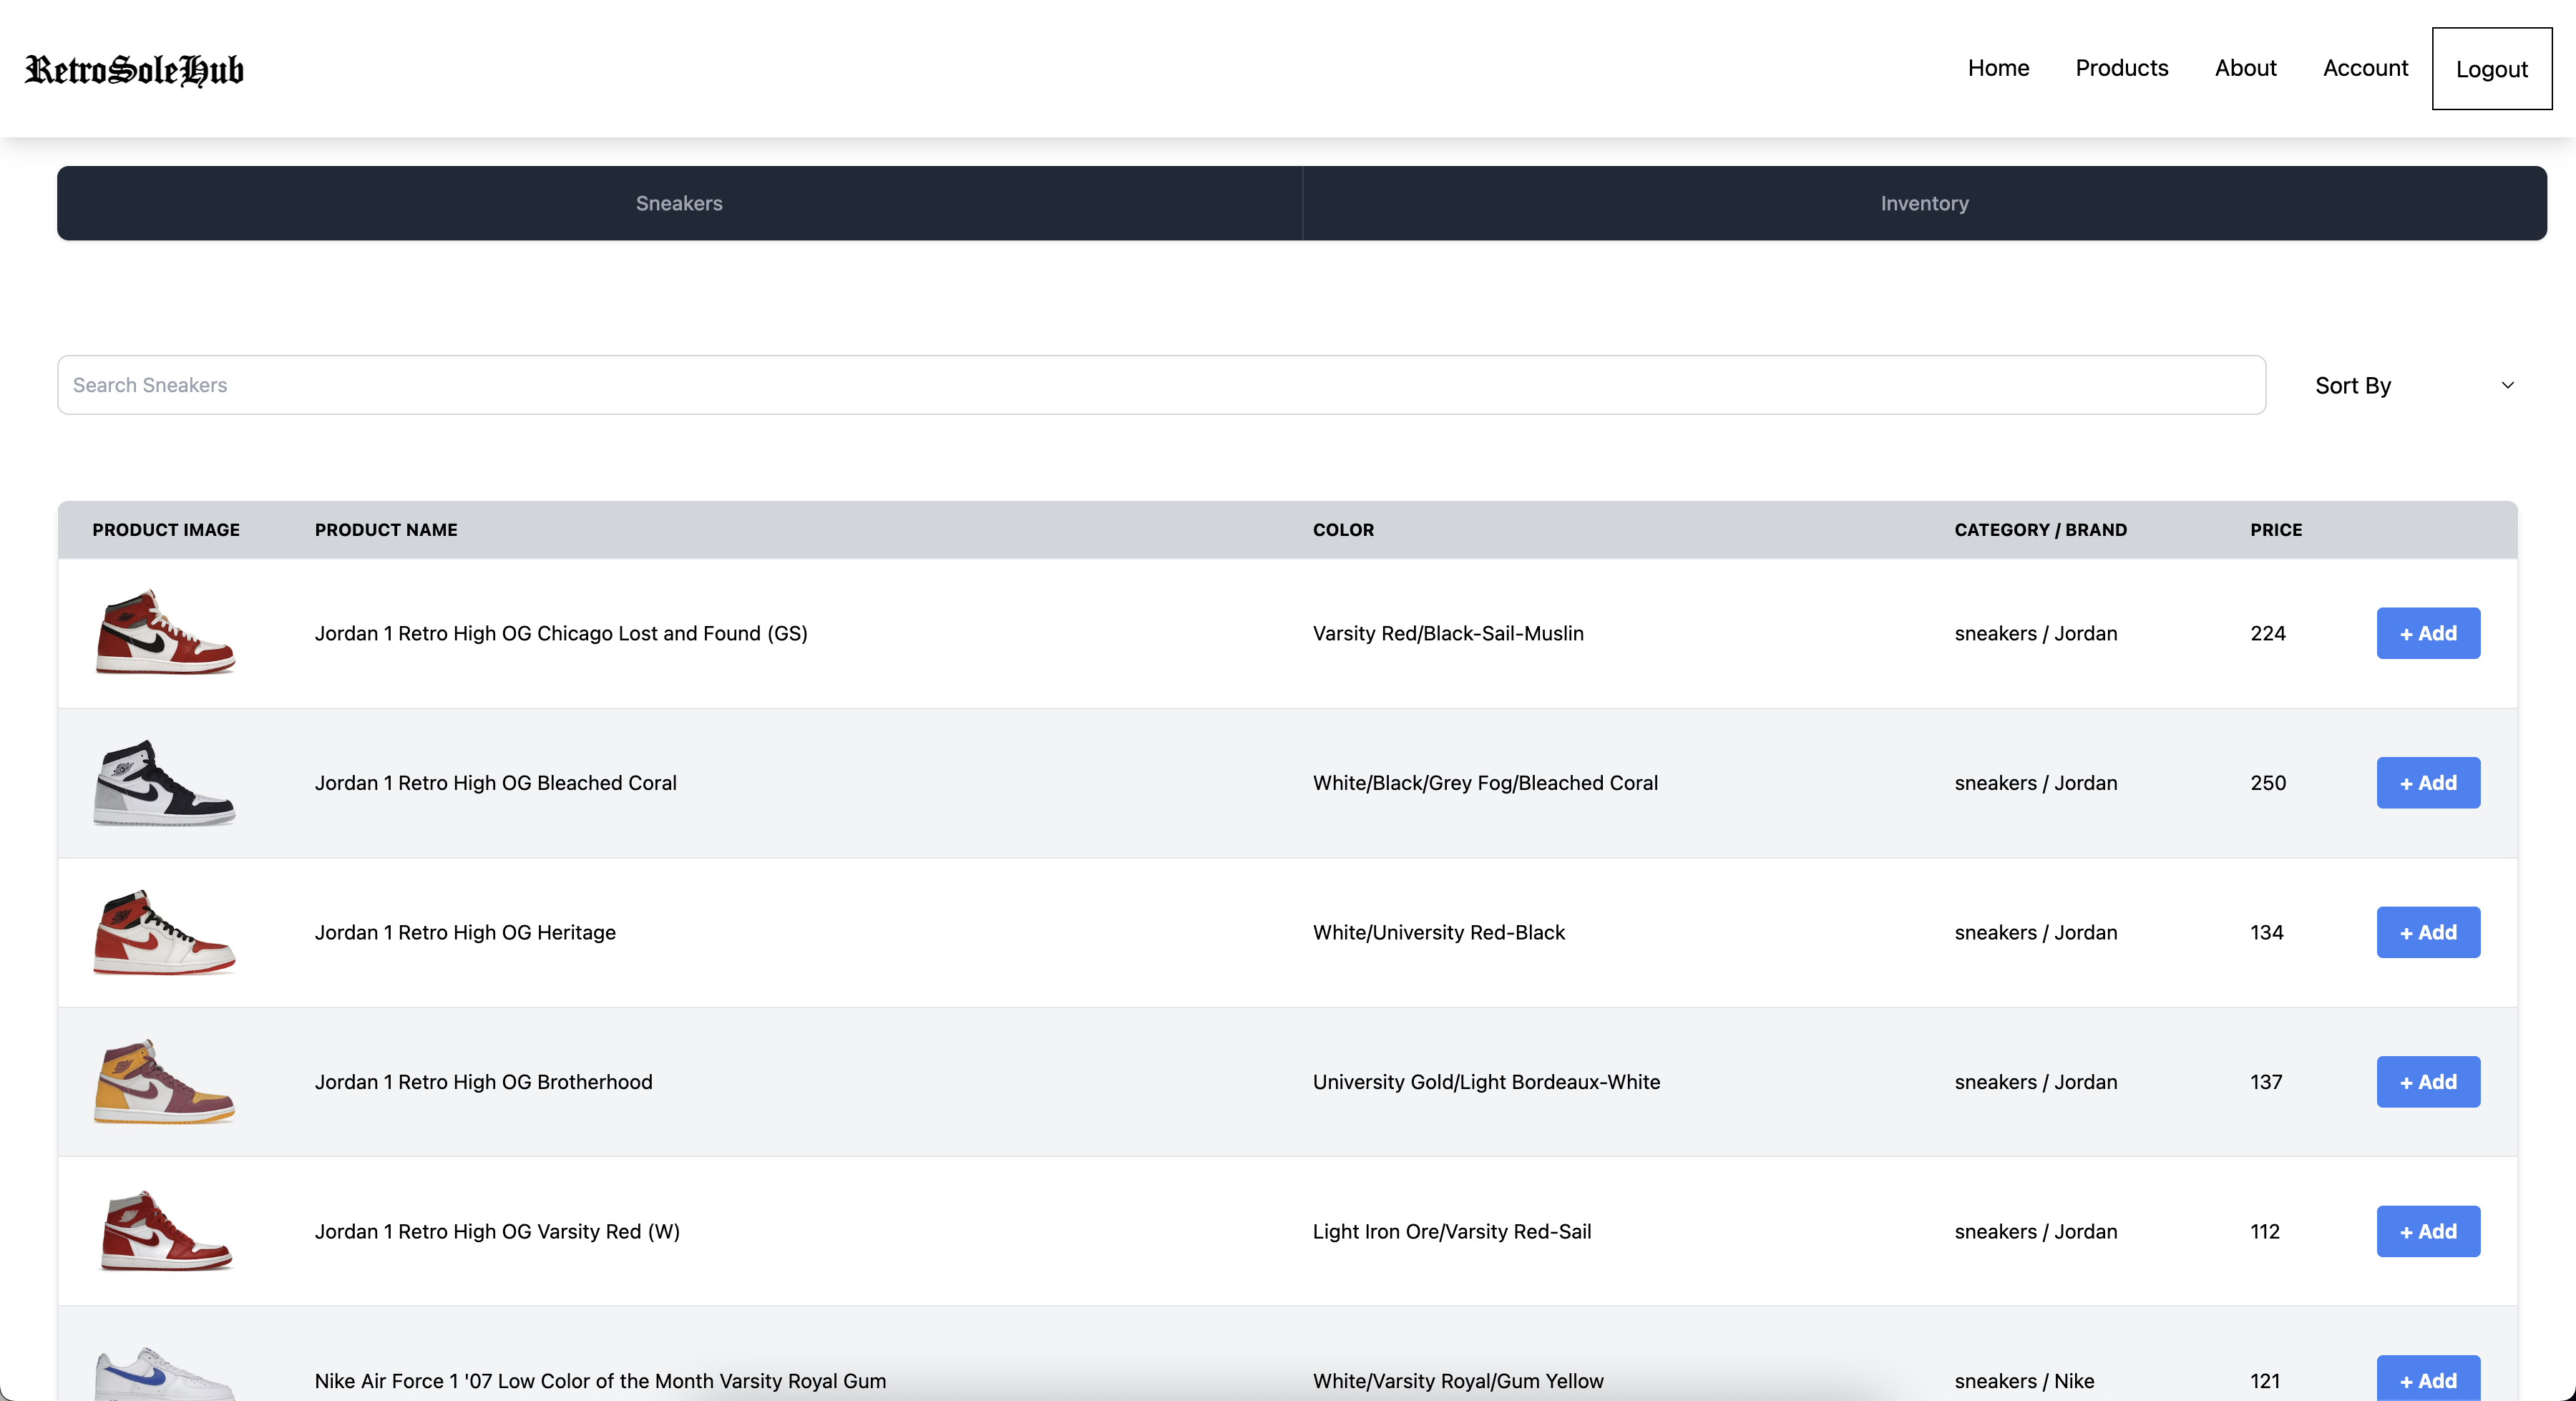 RetroSoleHub
Home Products About Account Logout
Sneakers Inventory
Search Sneakers Sort By
PRODUCT IMAGE PRODUCT NAME COLOR CATEGORY / BRAND PRICE
Jordan 1 Retro High OG Chicago Lost and Found (GS) Varsity Red/Black-Sail-Muslin sneakers / Jordan 224 + Add
Jordan 1 Retro High OG Bleached Coral White/Black/Grey Fog/Bleached Coral sneakers / Jordan 250 + Add
Jordan 1 Retro High OG Heritage White/University Red-Black sneakers / Jordan 134 + Add
Jordan 1 Retro High OG Brotherhood University Gold/Light Bordeaux-White sneakers / Jordan 137 + Add
Jordan 1 Retro High OG Varsity Red (W) Light Iron Ore/Varsity Red-Sail sneakers / Jordan 112 + Add
Nike Air Force 1 '07 Low Color of the Month Varsity Royal Gum White/Varsity Royal/Gum Yellow sneakers / Nike 121 + Add